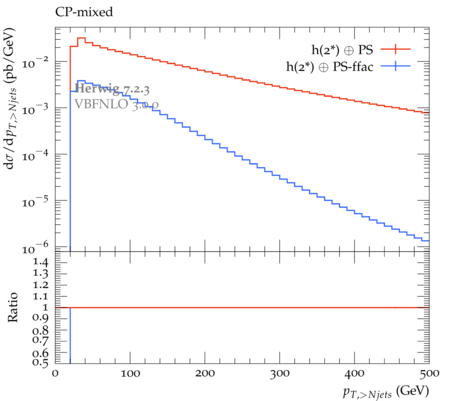 CP-mixed
h(2*) ⊕ PS
h(2*) ⊕ PS-ffac
Herwig 7.2.3
VBFNLO 3.0.0
10⁻²
10⁻³
10⁻⁴
10⁻⁵
10⁻⁶
dσ/dp_{T,>Njets} (pb/GeV)
1.4
1.3
1.2
1.1
1
0.9
0.8
0.7
0.6
0.5
Ratio
0 100 200 300 400 500
p_{T,>Njets} (GeV)